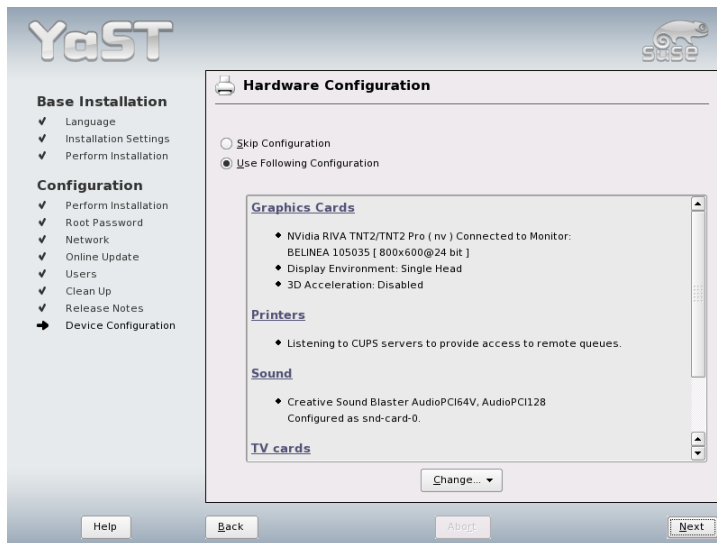 YaST
SUSE
Base Installation
Language
Installation Settings
Perform Installation
Configuration
Perform Installation
Root Password
Network
Online Update
Users
Clean Up
Release Notes
Device Configuration
Hardware Configuration
Skip Configuration
Use Following Configuration
Graphics Cards
NVidia RIVA TNT2/TNT2 Pro ( nv ) Connected to Monitor:
BELINEA 105035 [ 800x600@24 bit ]
Display Environment: Single Head
3D Acceleration: Disabled
Printers
Listening to CUPS servers to provide access to remote queues.
Sound
Creative Sound Blaster AudioPCI64V, AudioPCI128
Configured as snd-card-0.
TV cards
Change...
Help
Back
Abort
Next